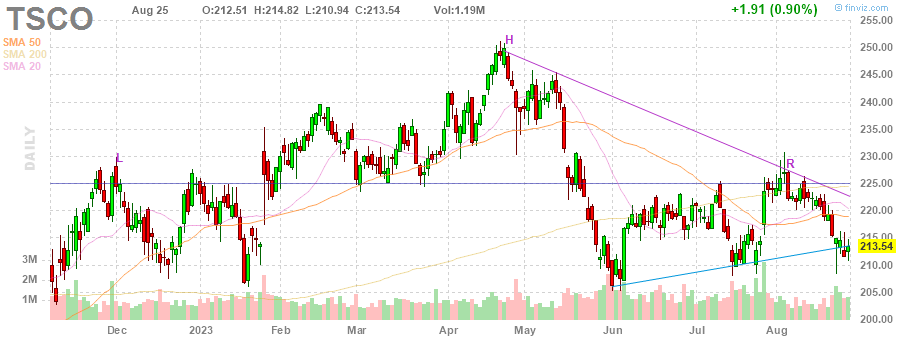 TSCO
Aug 25 O:212.51 H:214.82 L:210.94 C:213.54 Vol:1.19M
+1.91 (0.90%)
© finviz.com
SMA 50
SMA 200
SMA 20
DAILY
L
H
R
255.00
250.00
245.00
240.00
235.00
230.00
225.00
220.00
215.00
213.54
210.00
205.00
200.00
3M
2M
1M
Dec 2023 Feb Mar Apr May Jun Jul Aug